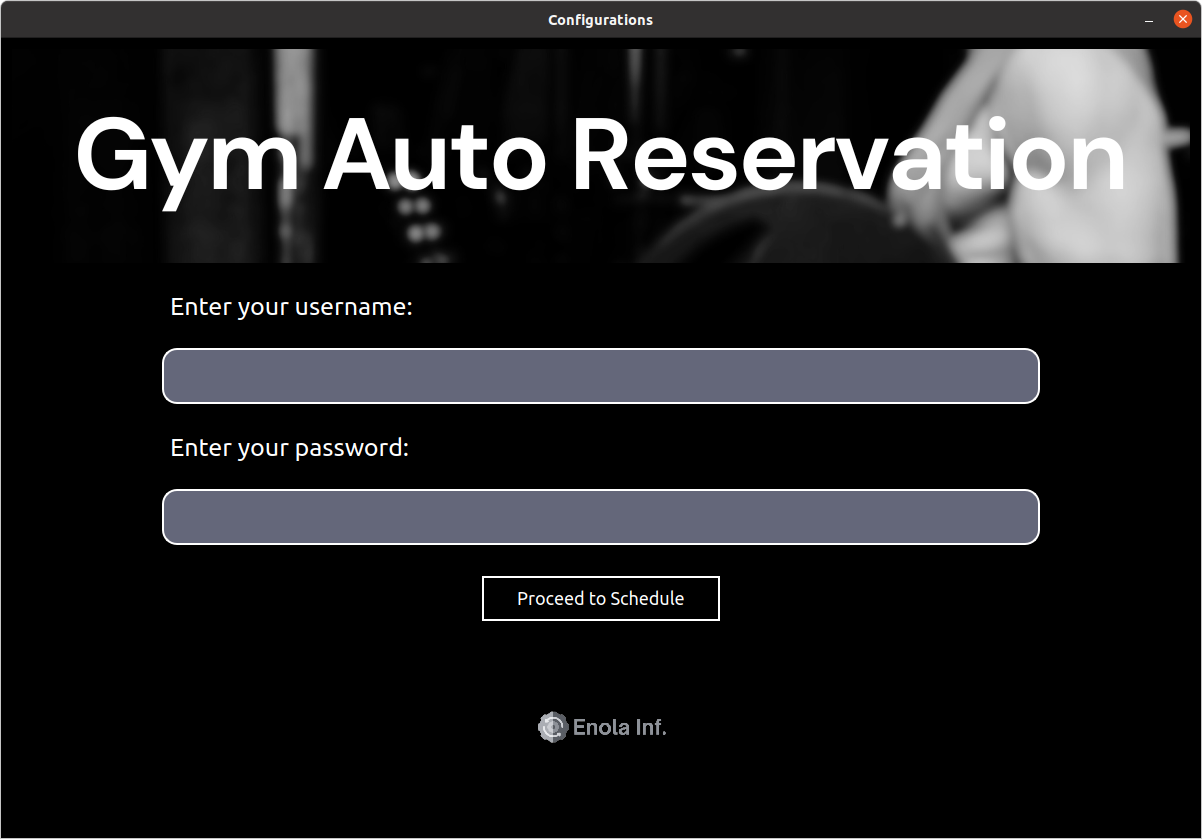 Configurations
Gym Auto Reservation
Enter your username:
Enter your password:
Proceed to Schedule
Enola Inf.